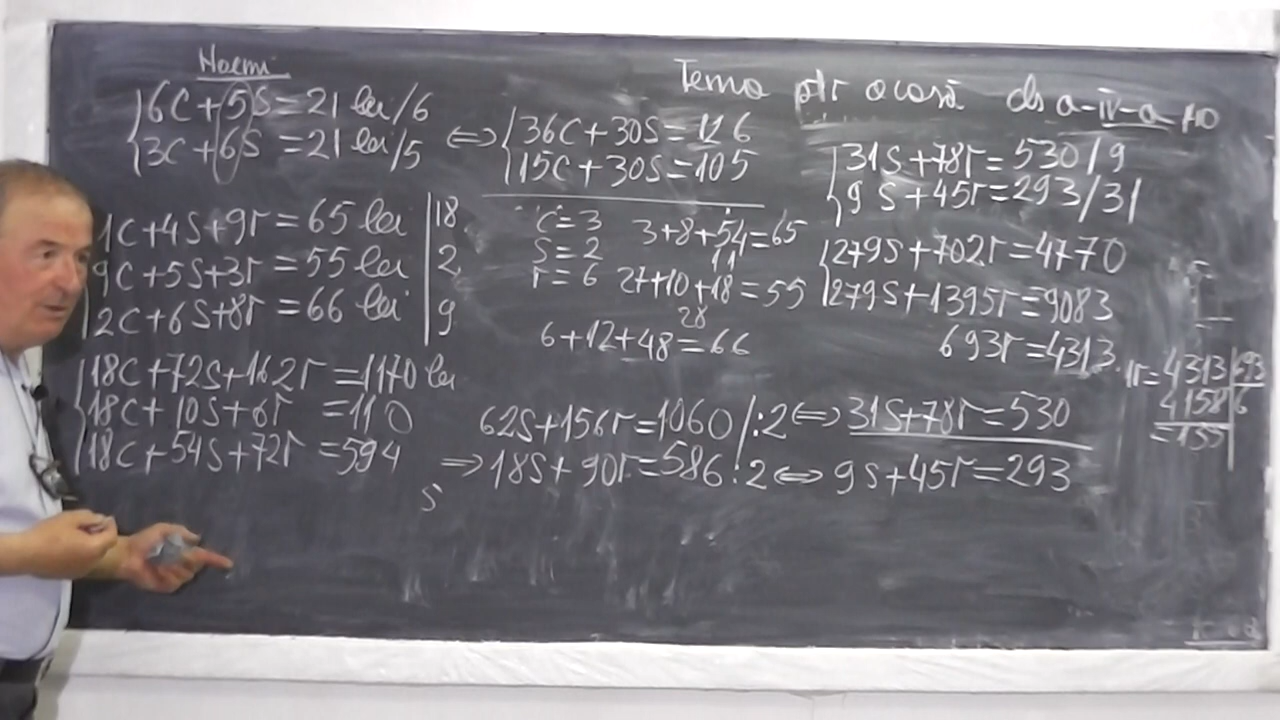 Noemi
6C+5S=21 lei/6
3C+6S=21 lei/5
⇔ 36C+30S=126
15C+30S=105
1C+4S+9r=65 lei |18
9C+5S+3r=55 lei |2
2C+6S+8r=66 lei |9
18C+72S+162r=1170 lei
18C+10S+6r=110
18C+54S+72r=594
C=3
S=2
r=6
3+8+54=65
11
27+10+18=55
28
6+12+48=66
62S+156r=1060/:2⇔31S+78r=530
⇒18S+90r=586:2⇔9S+45r=293
S
Tema acasă cls a-IV-a
31S+78r=530/9
9S+45r=293/31
279S+702r=4770
279S+1395r=9083
693r=4313
r=4313 693
4158 6
=155